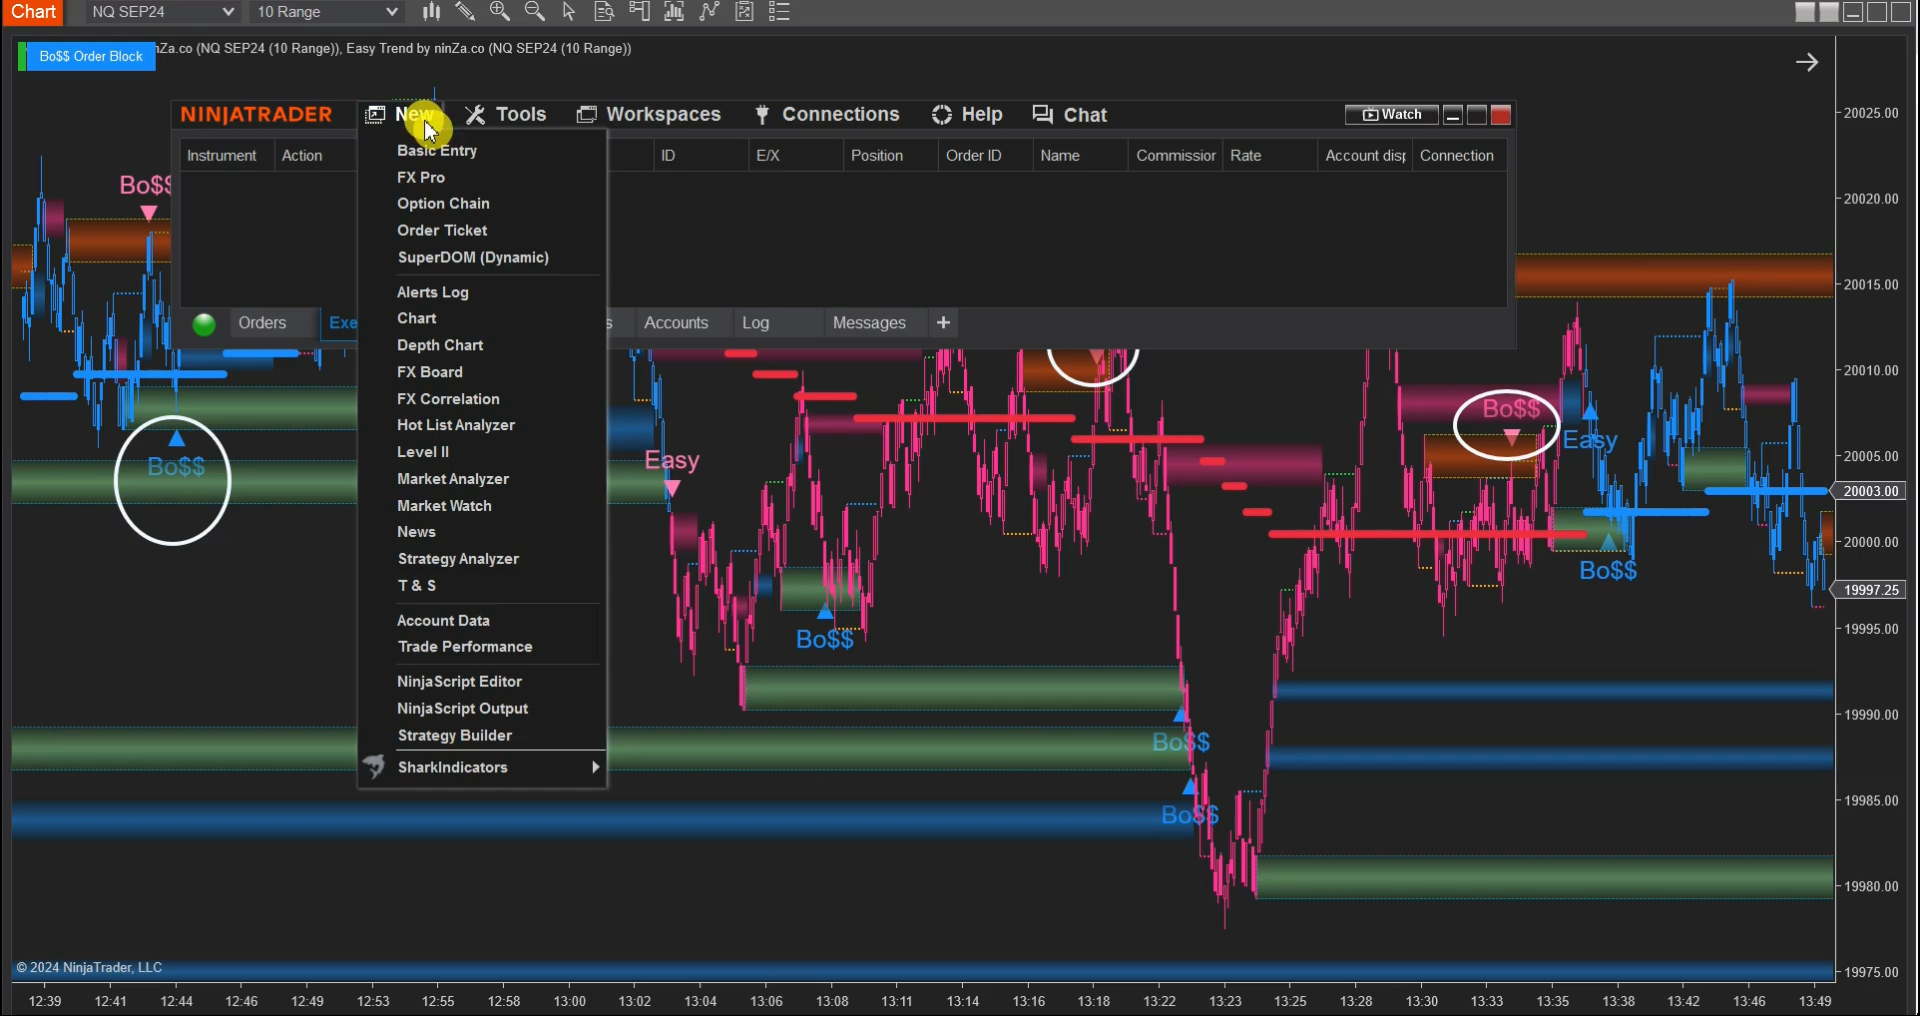 Chart NQ SEP24 10 Range
Bo$$ Order Block Za.co (NQ SEP24 (10 Range)), Easy Trend by ninZa.co (NQ SEP24 (10 Range))
NINJATRADER New Tools Workspaces Connections Help Chat Watch
Instrument Action ID E/X Position Order ID Name Commission Rate Account disp Connection
Basic Entry
FX Pro
Option Chain
Order Ticket
SuperDOM (Dynamic)
Alerts Log
Chart
Depth Chart
FX Board
FX Correlation
Hot List Analyzer
Level II
Market Analyzer
Market Watch
News
Strategy Analyzer
T & S
Account Data
Trade Performance
NinjaScript Editor
NinjaScript Output
Strategy Builder
SharkIndicators
Orders Exe s Accounts Log Messages +
Bo$$
Bo$$
Easy
Bo$$
Bo$$
Bo$$
Bo$$
Easy
Bo$$
20025.00
20020.00
20015.00
20010.00
20005.00
20003.00
20000.00
19997.25
19995.00
19990.00
19985.00
19980.00
19975.00
© 2024 NinjaTrader, LLC
12:39 12:41 12:44 12:46 12:49 12:53 12:55 12:58 13:00 13:02 13:04 13:06 13:08 13:11 13:14 13:16 13:18 13:22 13:23 13:25 13:28 13:30 13:33 13:35 13:38 13:42 13:46 13:49